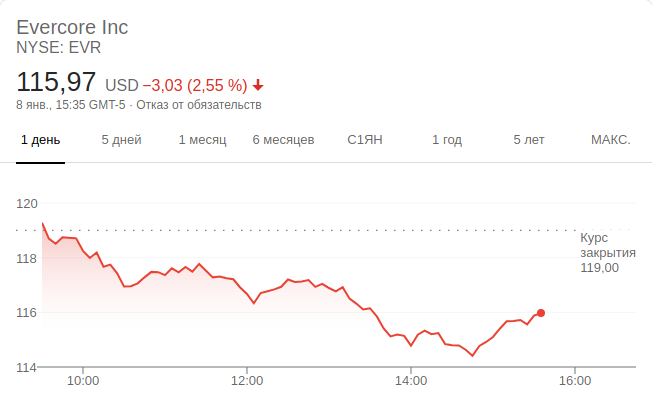 Evercore Inc
NYSE: EVR
115,97 USD −3,03 (2,55 %)
8 янв., 15:35 GMT-5 · Отказ от обязательств
1 день 5 дней 1 месяц 6 месяцев С1ЯН 1 год 5 лет МАКС.
120
Курс
закрытия
118
119,00
116
114
10:00 12:00 14:00 16:00